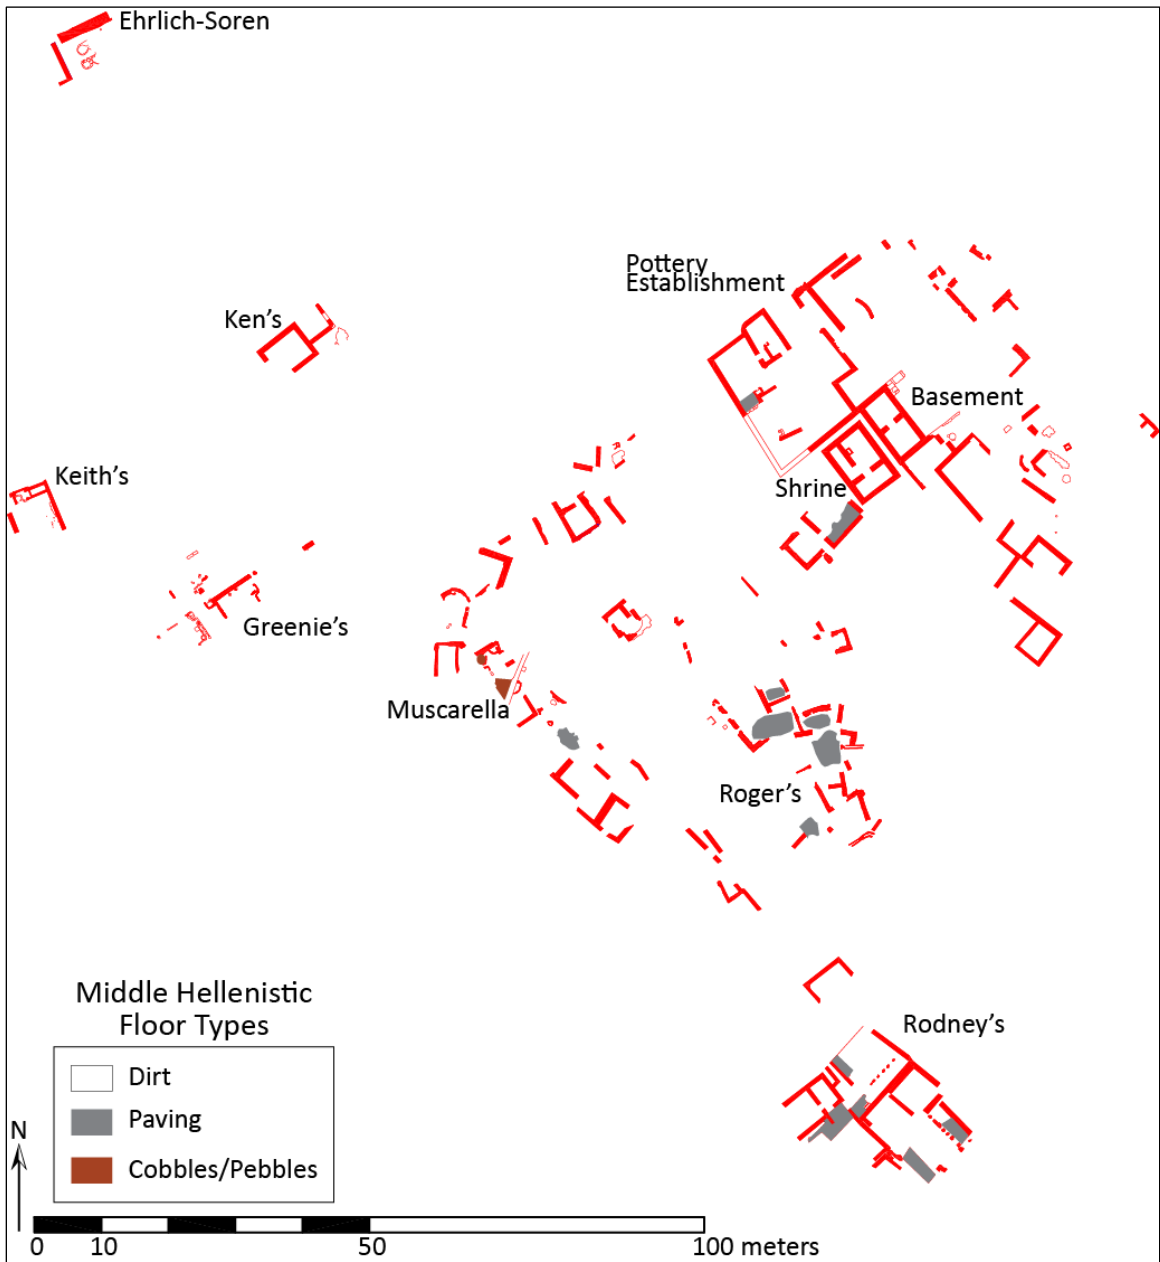 Ehrlich-Soren
Pottery
Establishment
Ken's
Basement
Keith's
Shrine
Greenie's
Muscarella
Roger's
Middle Hellenistic
Floor Types
Rodney's
Dirt
Paving
N
Cobbles/Pebbles
0 10 50 100 meters